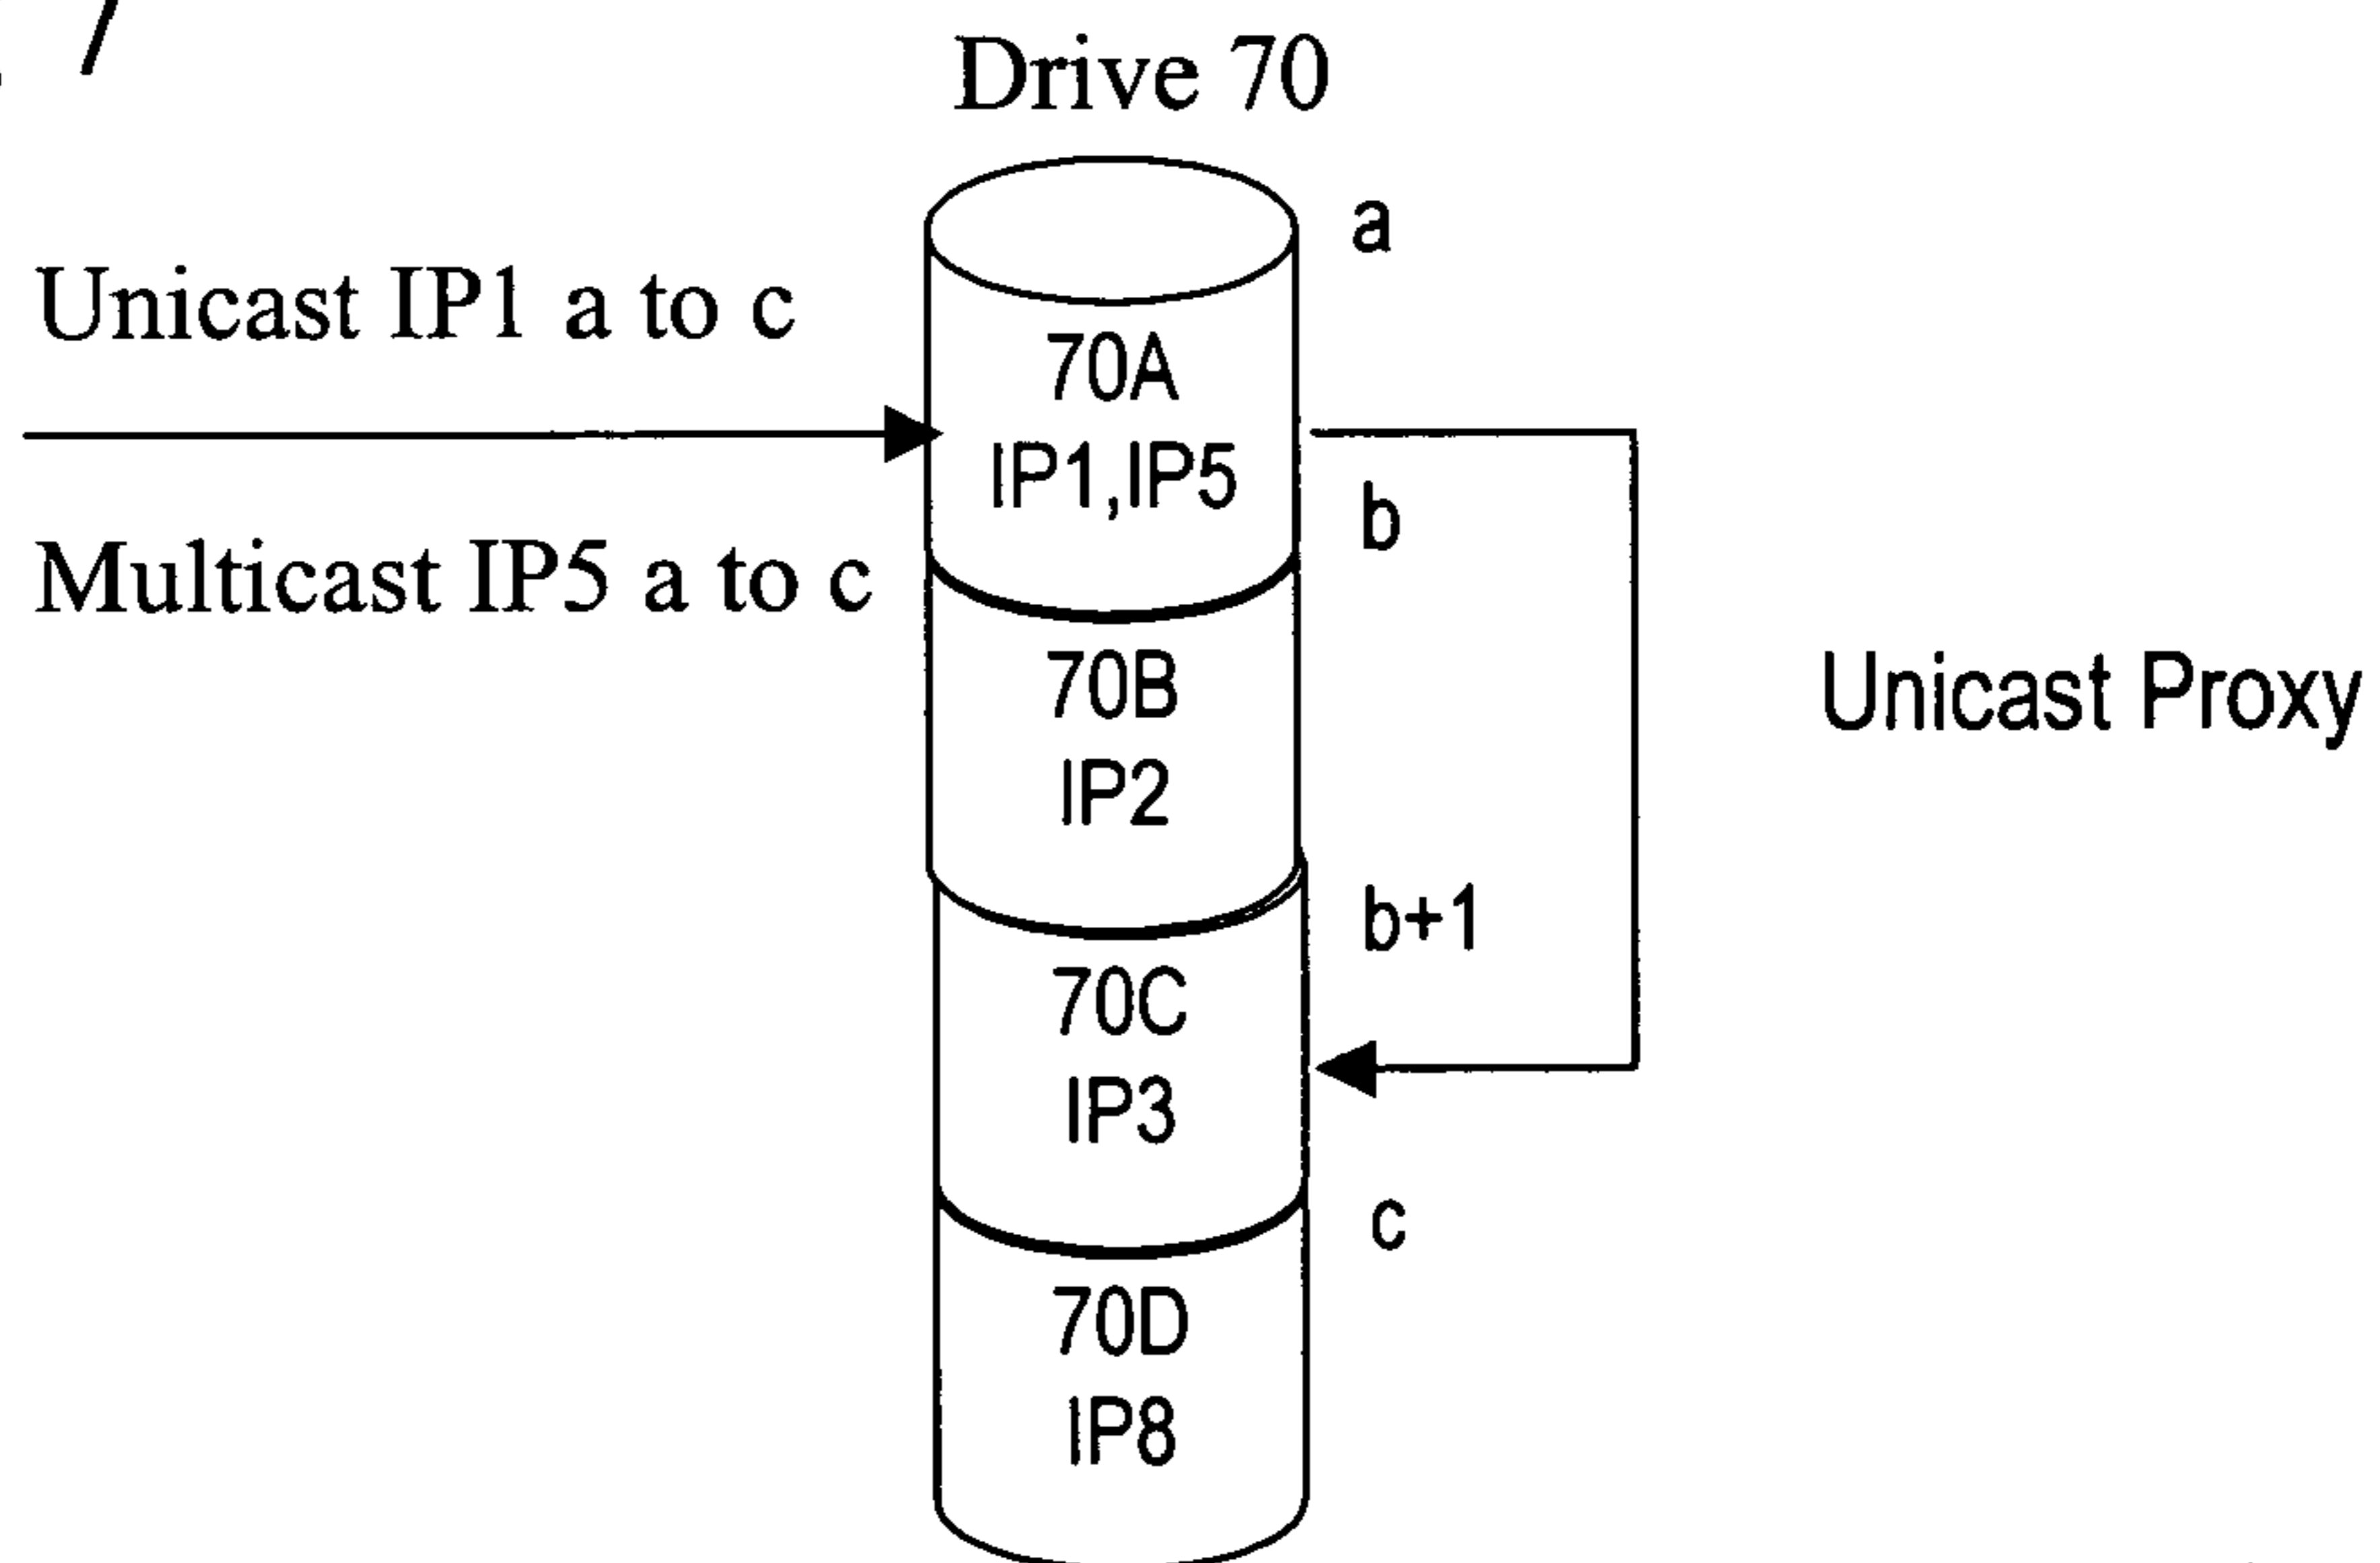 7
Drive 70
a
Unicast IP1 a to c
70A
IP1,IP5
b
Multicast IP5 a to c
70B
IP2
Unicast Proxy
b+1
70C
IP3
c
70D
IP8